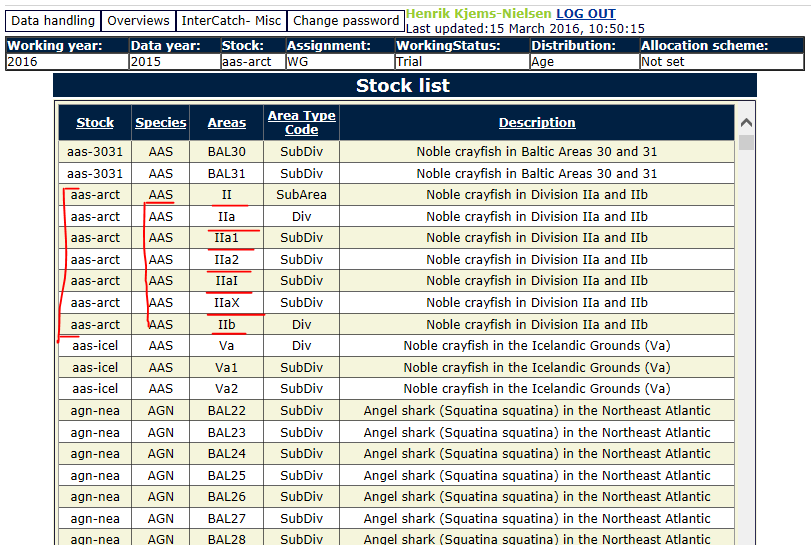 Data handling Overviews InterCatch- Misc Change password Henrik Kjems-Nielsen LOG OUT
Last updated:15 March 2016, 10:50:15
Working year: Data year: Stock: Assignment: WorkingStatus: Distribution: Allocation scheme:
2016 2015 aas-arct WG Trial Age Not set
Stock list
Stock Species Areas Area Type Code Description
aas-3031 AAS BAL30 SubDiv Noble crayfish in Baltic Areas 30 and 31
aas-3031 AAS BAL31 SubDiv Noble crayfish in Baltic Areas 30 and 31
aas-arct AAS II SubArea Noble crayfish in Division IIa and IIb
aas-arct AAS IIa Div Noble crayfish in Division IIa and IIb
aas-arct AAS IIa1 SubDiv Noble crayfish in Division IIa and IIb
aas-arct AAS IIa2 SubDiv Noble crayfish in Division IIa and IIb
aas-arct AAS IIaI SubDiv Noble crayfish in Division IIa and IIb
aas-arct AAS IIaX SubDiv Noble crayfish in Division IIa and IIb
aas-arct AAS IIb Div Noble crayfish in Division IIa and IIb
aas-icel AAS Va Div Noble crayfish in the Icelandic Grounds (Va)
aas-icel AAS Va1 SubDiv Noble crayfish in the Icelandic Grounds (Va)
aas-icel AAS Va2 SubDiv Noble crayfish in the Icelandic Grounds (Va)
agn-nea AGN BAL22 SubDiv Angel shark (Squatina squatina) in the Northeast Atlantic
agn-nea AGN BAL23 SubDiv Angel shark (Squatina squatina) in the Northeast Atlantic
agn-nea AGN BAL24 SubDiv Angel shark (Squatina squatina) in the Northeast Atlantic
agn-nea AGN BAL25 SubDiv Angel shark (Squatina squatina) in the Northeast Atlantic
agn-nea AGN BAL26 SubDiv Angel shark (Squatina squatina) in the Northeast Atlantic
agn-nea AGN BAL27 SubDiv Angel shark (Squatina squatina) in the Northeast Atlantic
agn-nea AGN BAL28 SubDiv Angel shark (Squatina squatina) in the Northeast Atlantic